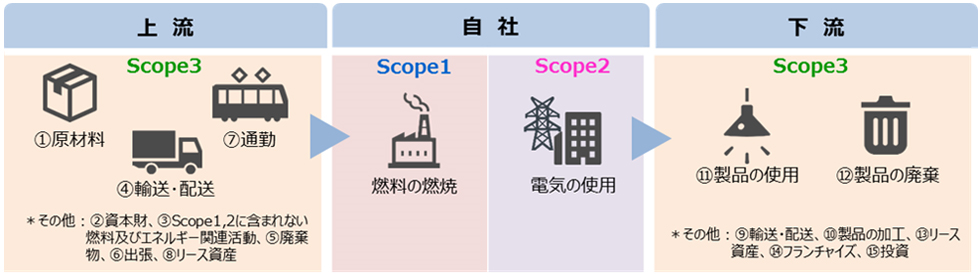 上 流
自 社
下 流
Scope3
①原材料
⑦通勤
④輸送・配送
＊その他：②資本財、③Scope1,2に含まれない
燃料及びエネルギー関連活動、⑤廃棄
物、⑥出張、⑧リース資産
Scope1
燃料の燃焼
Scope2
電気の使用
Scope3
⑪製品の使用
⑫製品の廃棄
＊その他：⑨輸送・配送、⑩製品の加工、⑬リース
資産、⑭フランチャイズ、⑮投資